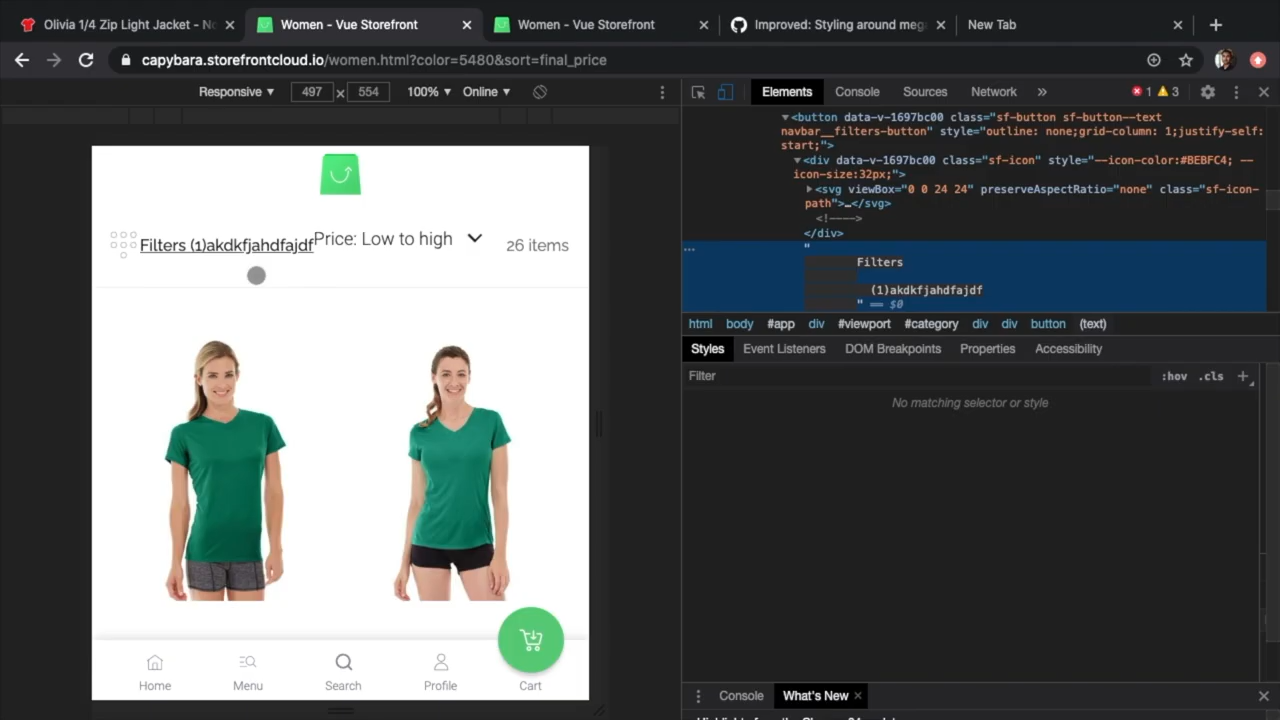 Olivia 1/4 Zip Light Jacket - No
Women - Vue Storefront
Women - Vue Storefront
Improved: Styling around mega
New Tab
capybara.storefrontcloud.io/women.html?color=5480&sort=final_price
Responsive ▼ 497 x 554 100% ▼ Online ▼
Elements Console Sources Network » 1 3
<button data-v-1697bc00 class="sf-button sf-button--text
navbar__filters-button" style="outline: none;grid-column: 1;justify-self:
start;">
<div data-v-1697bc00 class="sf-icon" style="--icon-color:#BEBFC4; --
icon-size:32px;">
<svg viewBox="0 0 24 24" preserveAspectRatio="none" class="sf-icon-
path">…</svg>
<!---->
</div>
"
Filters
(1)akdkfjahdfajdf
" == $0
html body #app div #viewport #category div div button (text)
Styles Event Listeners DOM Breakpoints Properties Accessibility
Filter :hov .cls +
No matching selector or style
Console What's New ×
Filters (1)akdkfjahdfajdf Price: Low to high 26 items
Home Menu Search Profile Cart